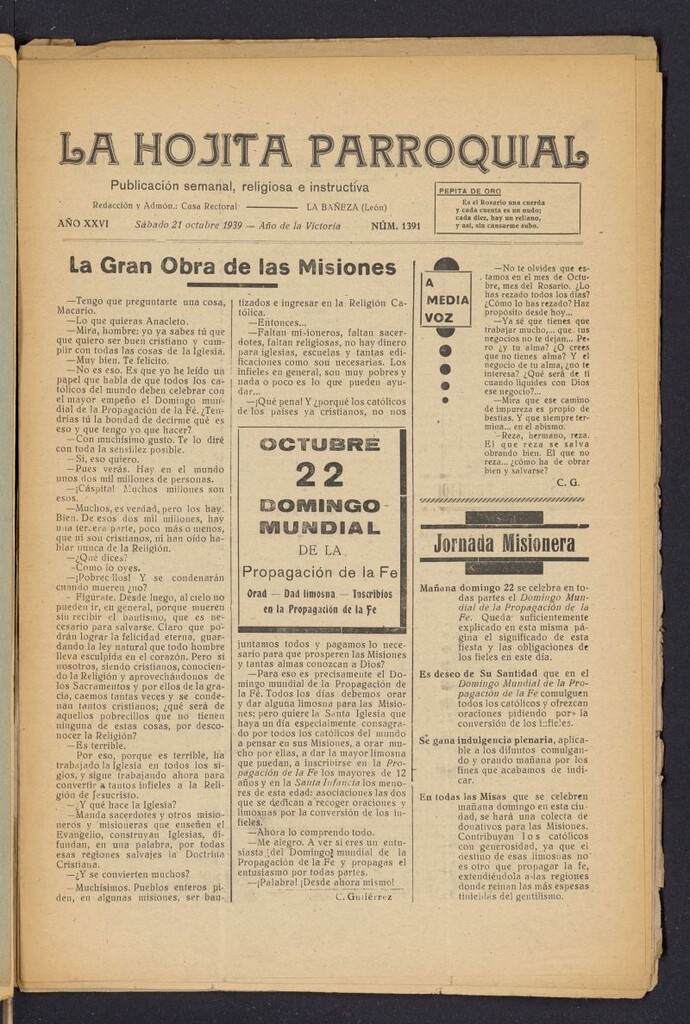 LA HOJITA PARROQUIAL
Publicación semanal, religiosa e instructiva
Redacción y Admón.: Casa Rectoral ——— LA BAÑEZA (León)
AÑO XXVI Sábado 21 octubre 1939 — Año de la Victoria NÚM. 1391
PEPITA DE ORO
Es el Rosario una cuerda
y cada cuenta es un nudo;
cada diez, hay un rellano,
y así, sin cansarme subo.
La Gran Obra de las Misiones
—Tengo que preguntarte una cosa,
Macario.
—Lo que quieras Anacleto.
—Mira, hombre: yo ya sabes tú que
que quiero ser buen cristiano y cum-
plir con todas las cosas de la Iglesia.
—Muy bien. Te felicito.
—No es eso. Es que yo he leído un
papel que habla de que todos los ca-
tólicos del mundo deben celebrar con
el mayor empeño el Domingo mun-
dial de la Propagación de la Fé. ¿Ten-
drías tú la bondad de decirme qué es
eso y que tengo yo que hacer?
—Con muchísimo gusto. Te lo diré
con toda la sensillez posible.
—Sí, eso quiero.
—Pues verás. Hay en el mundo
unos dos mil millones de personas.
—¡Cáspita! Muchos millones son
esos.
—Muchos, es verdad, pero los hay.
Bien. De esos dos mil millones, hay
una tercera parte, poco más o menos,
que ni son cristianos, ni han oído ha-
blar nunca de la Religión.
—¿Qué dices?
—Como lo oyes.
—¡Pobrecillos! Y se condenarán
cuando mueren ¿no?
—Figúrate. Desde luego, al cielo no
pueden ir, en general, porque mueren
sin recibir el bautismo, que es ne-
cesario para salvarse. Claro que po-
drán lograr la felicidad eterna, guar-
dando la ley natural que todo hombre
lleva esculpida en el corazón. Pero si
nosotros, siendo cristianos, conocien-
do la Religión y aprovechándonos de
los Sacramentos y por ellos de la gra-
cia, caemos tantas veces y se conde-
nan tantos cristianos; ¿qué será de
aquellos pobrecillos que no tienen
ninguna de estas cosas, por desco-
nocer la Religión?
—Es terrible.
Por eso, porque es terrible, ha
trabajado la Iglesia en todos los si-
glos, y sigue trabajando ahora para
convertir a tantos infieles a la Reli-
gión de Jesucristo.
—¿Y qué hace la Iglesia?
—Manda sacerdotes y otros misio-
neros y misioneras que enseñen el
Evangelio, construyan Iglesias, di-
fundan, en una palabra, por todas
esas regiones salvajes la Doctrina
Cristiana.
—¿Y se convierten muchos?
—Muchísimos. Pueblos enteros pi-
den, en algunas misiones, ser bau-
tizados e ingresar en la Religión Ca-
tólica.
—Entonces...
—Faltan misioneros, faltan sacer-
dotes, faltan religiosas, no hay dinero
para iglesias, escuelas y tantas edi-
ficaciones como son necesarias. Los
infieles en general, son muy pobres y
nada o poco es lo que pueden ayu-
dar...
—¡Qué pena! Y ¿porqué los católicos
de los países ya cristianos, no nos
OCTUBRE
22
DOMINGO
MUNDIAL
DE LA
Propagación de la Fe
Orad — Dad limosna — Inscribíos
en la Propagación de la Fe
juntamos todos y pagamos lo nece-
sario para que prosperen las Misiones
y tantas almas conozcan a Dios?
—Para eso es precisamente el Do-
mingo mundial de la Propagación de
la Fé. Todos los días debemos orar
y dar alguna limosna para las Misio-
nes; pero quiere la Santa Iglesia que
haya un día especialmente consagra-
do por todos los católicos del mundo
a pensar en sus Misiones, a orar mu-
cho por ellas, a dar la mayor limosna
que puedan, a inscribirse en la Pro-
pagación de la Fe los mayores de 12
años y en la Santa Infancia los meno-
res de esta edad: asociaciones las dos
que se dedican a recoger oraciones y
limosnas por la conversión de los in-
fieles.
—Ahora lo comprendo todo.
—Me alegro. A ver si eres un entu-
siasta del Domingo mundial de la
Propagación de la Fe y propagas el
entusiasmo por todas partes.
—¡Palabra! ¡Desde ahora mismo!
C. Gutiérrez
A
MEDIA
VOZ
—No te olvides que es-
tamos en el mes de Octu-
bre, mes del Rosario. ¿Lo
has rezado todos los días?
¿Cómo lo has rezado? Haz
propósito desde hoy...
—Ya sé que tienes que
trabajar mucho,... que tus
negocios no te dejan... Pe-
ro ¿y tu alma? ¿O crees
que no tienes alma? Y el
negocio de tu alma, ¿no te
interesa? ¿Qué será de ti
cuando liquides con Dios
ese negocio?...
—Mira que ese camino
de impureza es propio de
bestias. Y que siempre ter-
mina... en el abismo.
—Reza, hermano, reza.
El que reza se salva
obrando bien. El que no
reza... ¿cómo ha de obrar
bien y salvarse?
C. G.
Jornada Misionera
Mañana domingo 22 se celebra en to-
das partes el Domingo Mun-
dial de la Propagación de la
Fe. Queda suficientemente
explicado en esta misma pá-
gina el significado de esta
fiesta y las obligaciones de
los fieles en este día.
Es deseo de Su Santidad que en el
Domingo Mundial de la Pro-
pagación de la Fe comulguen
todos los católicos y ofrezcan
oraciones pidiendo por la
conversión de los infieles.
Se gana indulgencia plenaria, aplica-
ble a los difuntos comulgan-
do y orando mañana por los
fines que acabamos de indi-
car.
En todas las Misas que se celebren
mañana domingo en esta ciu-
dad, se hará una colecta de
donativos para las Misiones.
Contribuyan los católicos
con generosidad, ya que el
destino de esas limosnas no
es otro que propagar la fe,
extendiéndola a las regiones
donde reinan las más espesas
tinieblas del gentilismo.